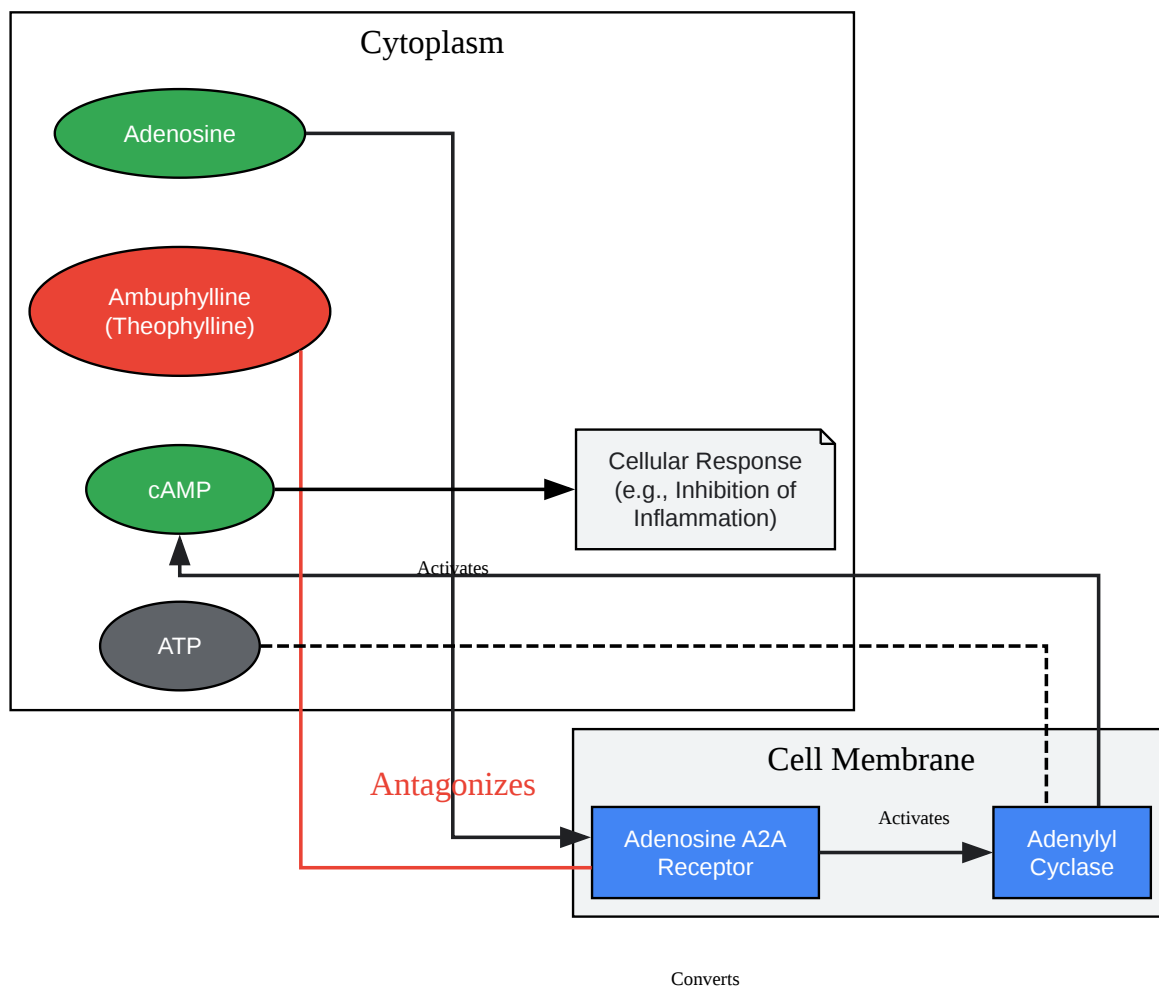 Cytoplasm
Adenosine
Ambuphylline
(Theophylline)
cAMP
Cellular Response
(e.g., Inhibition of
Inflammation)
Activates
ATP
Cell Membrane
Antagonizes
Activates
Adenosine A2A
Receptor
Adenylyl
Cyclase
Converts